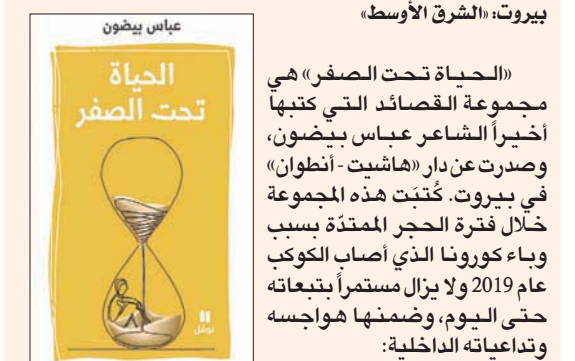 بيروت: «الشرق الأوسط»
«الحياة تحت الصفر» هي
مجموعة القصائد التي كتبها
أخيراً الشاعر عباس بيضون،
وصدرت عن دار «هاشيت - أنطوان»
في بيروت. كُتبَت هذه المجموعة
خلال فترة الحجر الممتدّة بسبب
وباء كورونا الذي أصاب الكوكب
عام 2019 ولا يزال مستمراً بتبعاته
حتى اليوم، وضمنها هواجسه
وتداعياته الداخلية:
عباس بيضون
الحياة
تحت الصفر
نوفل